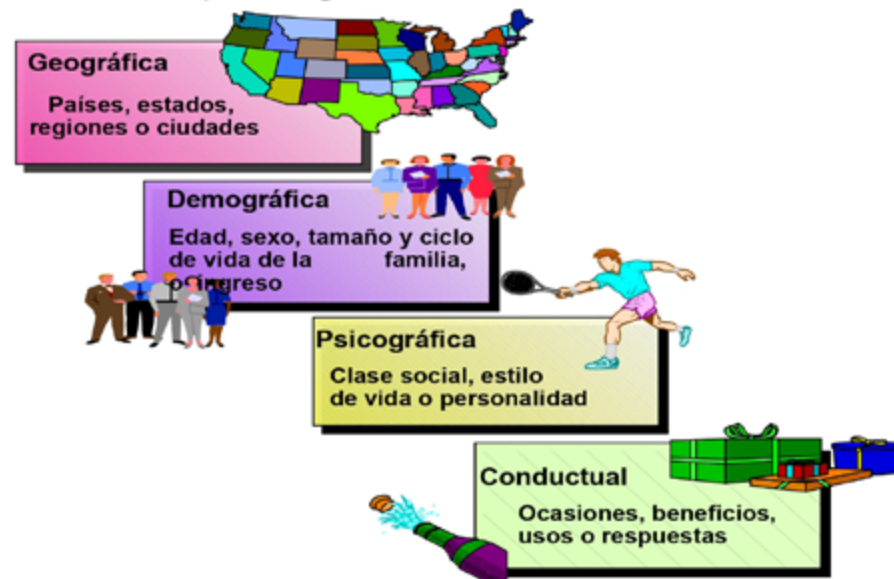 Geográfica
Países, estados,
regiones o ciudades
Demográfica
Edad, sexo, tamaño y ciclo
de vida de la familia,
o ingreso
Psicográfica
Clase social, estilo
de vida o personalidad
Conductual
Ocasiones, beneficios,
usos o respuestas